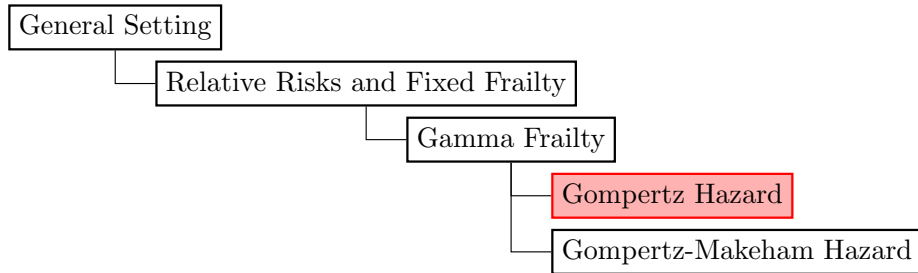 General Setting
Relative Risks and Fixed Frailty
Gamma Frailty
Gompertz Hazard
Gompertz-Makeham Hazard